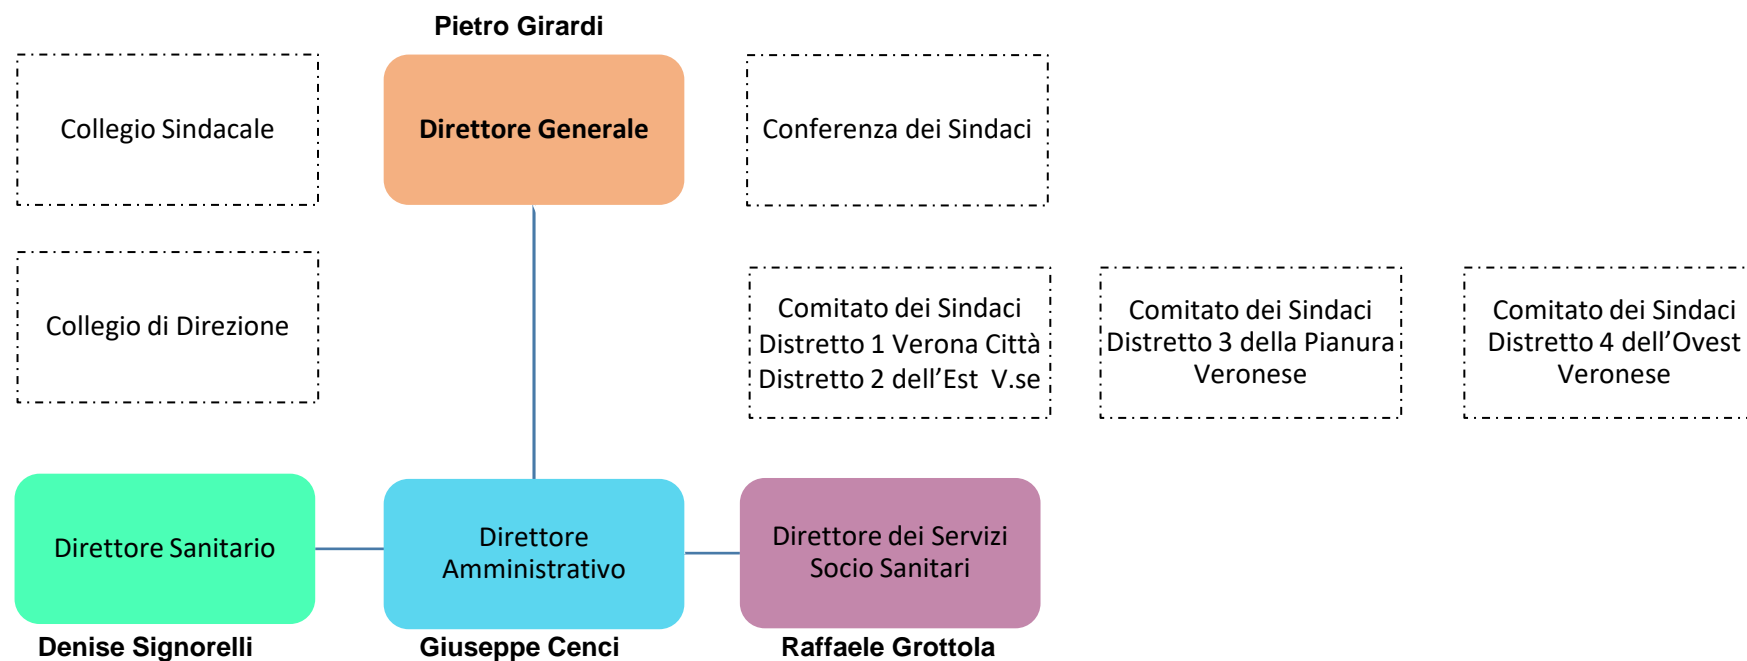 Pietro Girardi
Collegio Sindacale
Direttore Generale
Conferenza dei Sindaci
Collegio di Direzione
Comitato dei Sindaci
Distretto 1 Verona Città
Distretto 2 dell’Est V.se
Comitato dei Sindaci
Distretto 3 della Pianura
Veronese
Comitato dei Sindaci
Distretto 4 dell’Ovest
Veronese
Direttore Sanitario
Direttore
Amministrativo
Direttore dei Servizi
Socio Sanitari
Denise Signorelli
Giuseppe Cenci
Raffaele Grottola